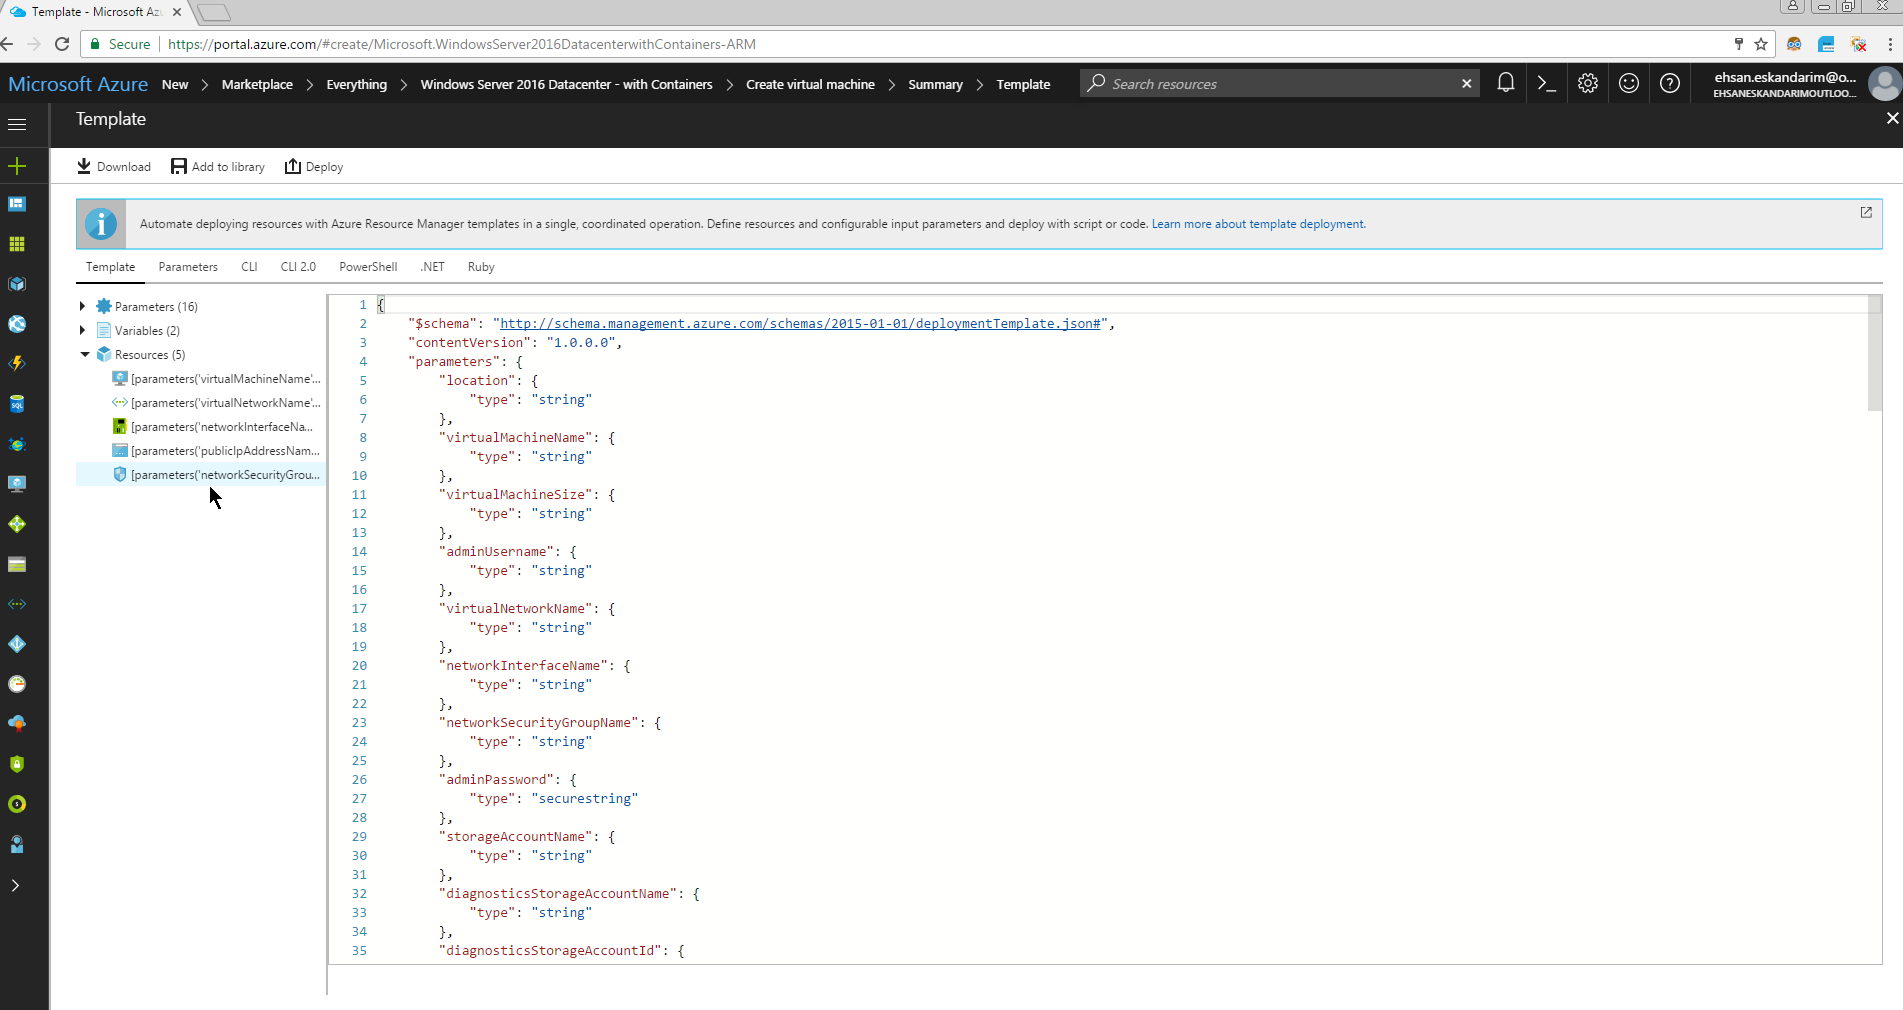 Template - Microsoft Az
Secure https://portal.azure.com/#create/Microsoft.WindowsServer2016DatacenterwithContainers-ARM
Microsoft Azure New > Marketplace > Everything > Windows Server 2016 Datacenter - with Containers > Create virtual machine > Summary > Template Search resources ehsan.eskandarim@o...
EHSANESKANDARIMOUTLOO...
Template
Download Add to library Deploy
Automate deploying resources with Azure Resource Manager templates in a single, coordinated operation. Define resources and configurable input parameters and deploy with script or code. Learn more about template deployment.
Template Parameters CLI CLI 2.0 PowerShell .NET Ruby
Parameters (16)
Variables (2)
Resources (5)
[parameters('virtualMachineName'...
[parameters('virtualNetworkName'...
[parameters('networkInterfaceNa...
[parameters('publicIpAddressNam...
[parameters('networkSecurityGrou...
1 {
2 "$schema": "http://schema.management.azure.com/schemas/2015-01-01/deploymentTemplate.json#",
3 "contentVersion": "1.0.0.0",
4 "parameters": {
5 "location": {
6 "type": "string"
7 },
8 "virtualMachineName": {
9 "type": "string"
10 },
11 "virtualMachineSize": {
12 "type": "string"
13 },
14 "adminUsername": {
15 "type": "string"
16 },
17 "virtualNetworkName": {
18 "type": "string"
19 },
20 "networkInterfaceName": {
21 "type": "string"
22 },
23 "networkSecurityGroupName": {
24 "type": "string"
25 },
26 "adminPassword": {
27 "type": "securestring"
28 },
29 "storageAccountName": {
30 "type": "string"
31 },
32 "diagnosticsStorageAccountName": {
33 "type": "string"
34 },
35 "diagnosticsStorageAccountId": {